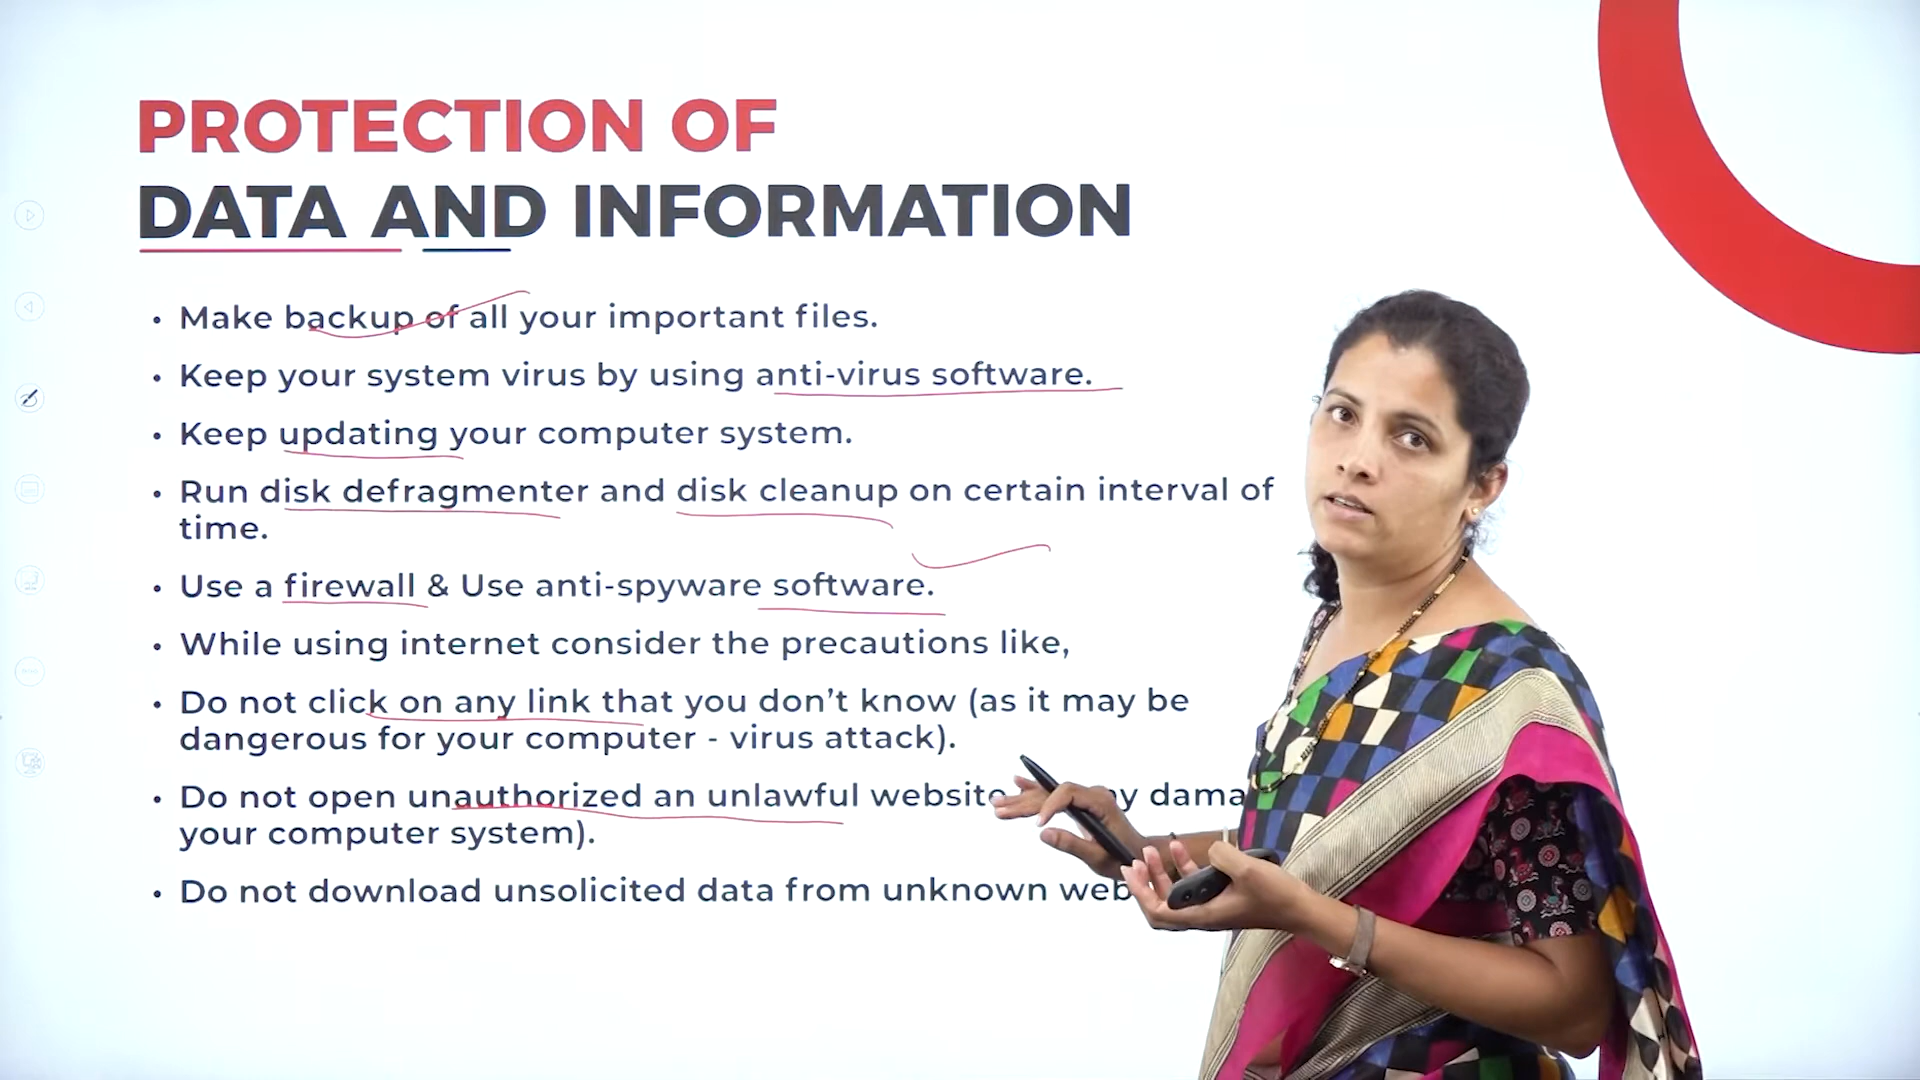 PROTECTION OF
DATA AND INFORMATION
• Make backup of all your important files.
• Keep your system virus by using anti-virus software.
• Keep updating your computer system.
• Run disk defragmenter and disk cleanup on certain interval of
time.
• Use a firewall & Use anti-spyware software.
• While using internet consider the precautions like,
• Do not click on any link that you don’t know (as it may be
dangerous for your computer - virus attack).
• Do not open unauthorized an unlawful website
your computer system).
• Do not download unsolicited data from unknown